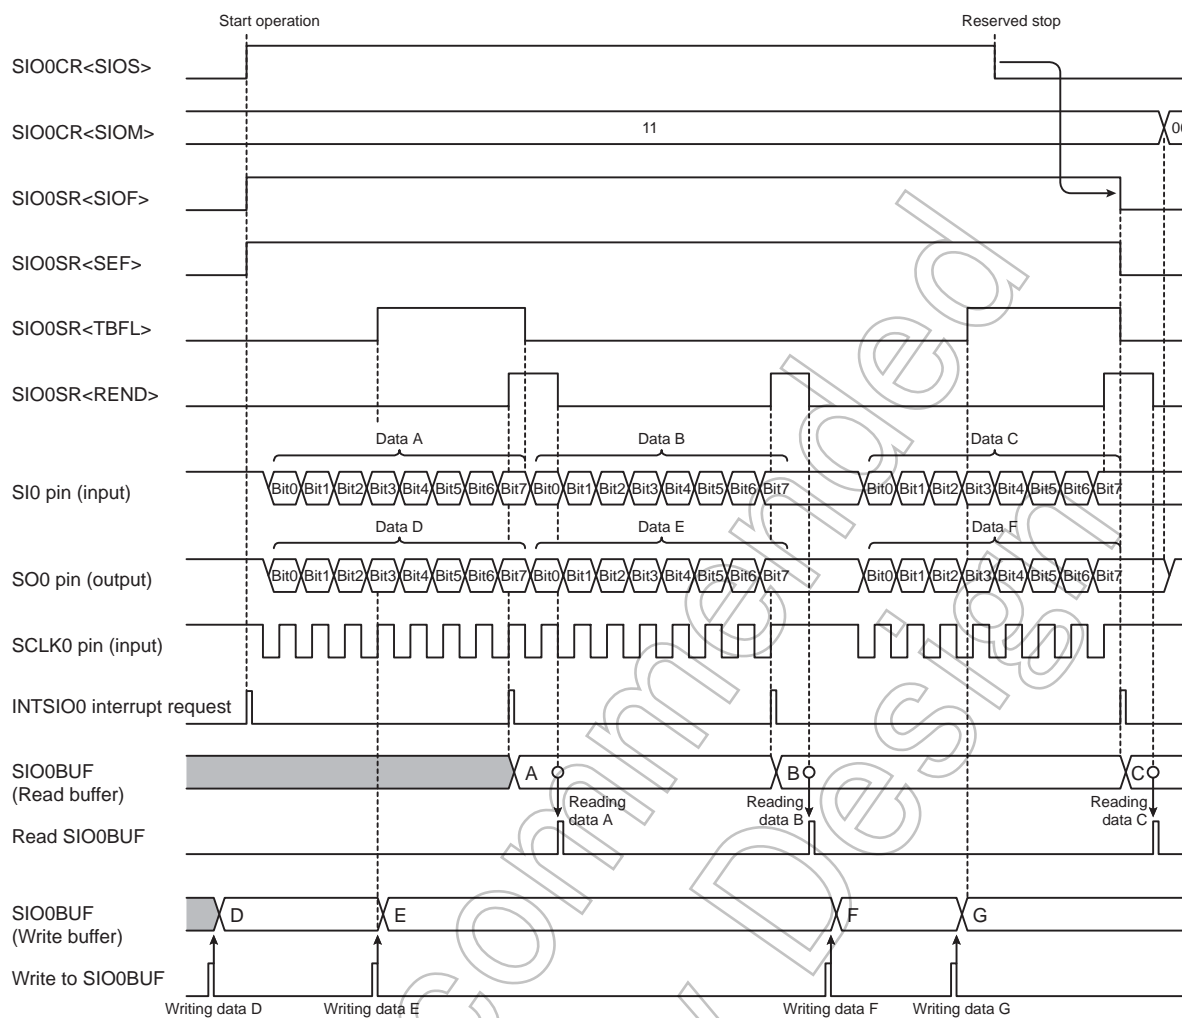 Start operation
Reserved stop
SIO0CR<SIOS>
SIO0CR<SIOM>
11
SIO0SR<SIOF>
SIO0SR<SEF>
SIO0SR<TBFL>
SIO0SR<REND>
Data A
Data B
Data C
SI0 pin (input)
Bit0 Bit1 Bit2 Bit3 Bit4 Bit5 Bit6 Bit7 Bit0 Bit1 Bit2 Bit3 Bit4 Bit5 Bit6 Bit7 Bit0 Bit1 Bit2 Bit3 Bit4 Bit5 Bit6 Bit7
Data D
Data E
Data F
SO0 pin (output)
Bit0 Bit1 Bit2 Bit3 Bit4 Bit5 Bit6 Bit7 Bit0 Bit1 Bit2 Bit3 Bit4 Bit5 Bit6 Bit7 Bit0 Bit1 Bit2 Bit3 Bit4 Bit5 Bit6 Bit7
SCLK0 pin (input)
INTSIO0 interrupt request
SIO0BUF
(Read buffer)
A
B
C
Reading
data A
Reading
data B
Reading
data C
Read SIO0BUF
SIO0BUF
(Write buffer)
D
E
F
G
Write to SIO0BUF
Writing data D
Writing data E
Writing data F
Writing data G
commended
Design